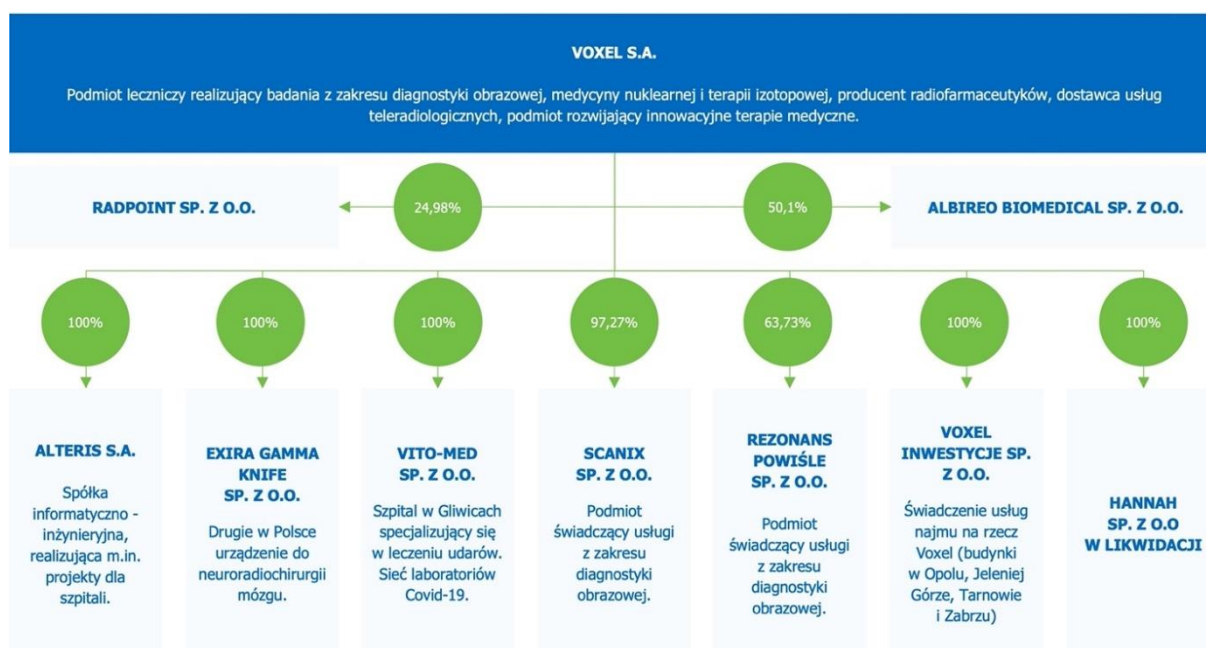 VOXEL S.A.
Podmiot leczniczy realizujący badania z zakresu diagnostyki obrazowej, medycyny nuklearnej i terapii izotopowej, producent radiofarmaceutyków, dostawca usług
teleradiologicznych, podmiot rozwijający innowacyjne terapie medyczne.
RADPOINT SP. Z O.O.
24,98%
50,1%
ALBIREO BIOMEDICAL SP. Z O.O.
100%
100%
100%
97,27%
63,73%
100%
100%
ALTERIS S.A.
Spółka
informatyczno -
inżynieryjna,
realizująca m.in.
projekty dla
szpitali.
EXIRA GAMMA
KNIFE
SP. Z O.O.
Drugie w Polsce
urządzenie do
neuroradiochirurgii
mózgu.
VITO-MED
SP. Z O.O.
Szpital w Gliwicach
specjalizujący się
w leczeniu udarów.
Sieć laboratoriów
Covid-19.
SCANIX
SP. Z O.O.
Podmiot
świadczący usługi
z zakresu
diagnostyki
obrazowej.
REZONANS
POWIŚLE
SP. Z O.O.
Podmiot
świadczący usługi
z zakresu
diagnostyki
obrazowej.
VOXEL
INWESTYCJE SP.
Z O.O.
Świadczenie usług
najmu na rzecz
Voxel (budynki
w Opolu, Jeleniej
Górze, Tarnowie
i Zabrzu)
HANNAH
SP. Z O.O
W LIKWIDACJI